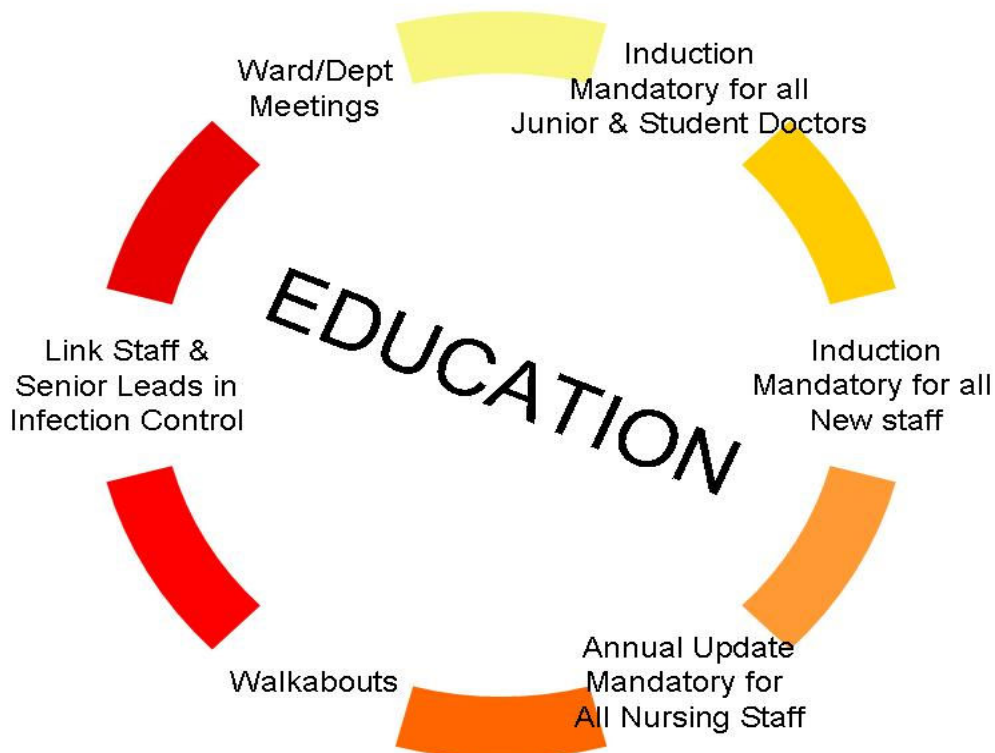 Ward/Dept
Meetings
Induction
Mandatory for all
Junior & Student Doctors
EDUCATION
Link Staff &
Senior Leads in
Infection Control
Induction
Mandatory for all
New staff
Walkabouts
Annual Update
Mandatory for
All Nursing Staff